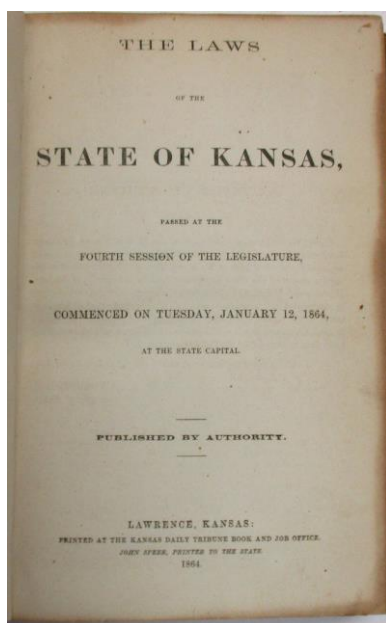 THE LAWS
OF THE
STATE OF KANSAS,
PASSED AT THE
FOURTH SESSION OF THE LEGISLATURE,
COMMENCED ON TUESDAY, JANUARY 12, 1864,
AT THE STATE CAPITAL.
PUBLISHED BY AUTHORITY.
LAWRENCE, KANSAS:
PRINTED AT THE KANSAS DAILY TRIBUNE BOOK AND JOB OFFICE.
JOHN SPEER, PRINTER TO THE STATE
1864.